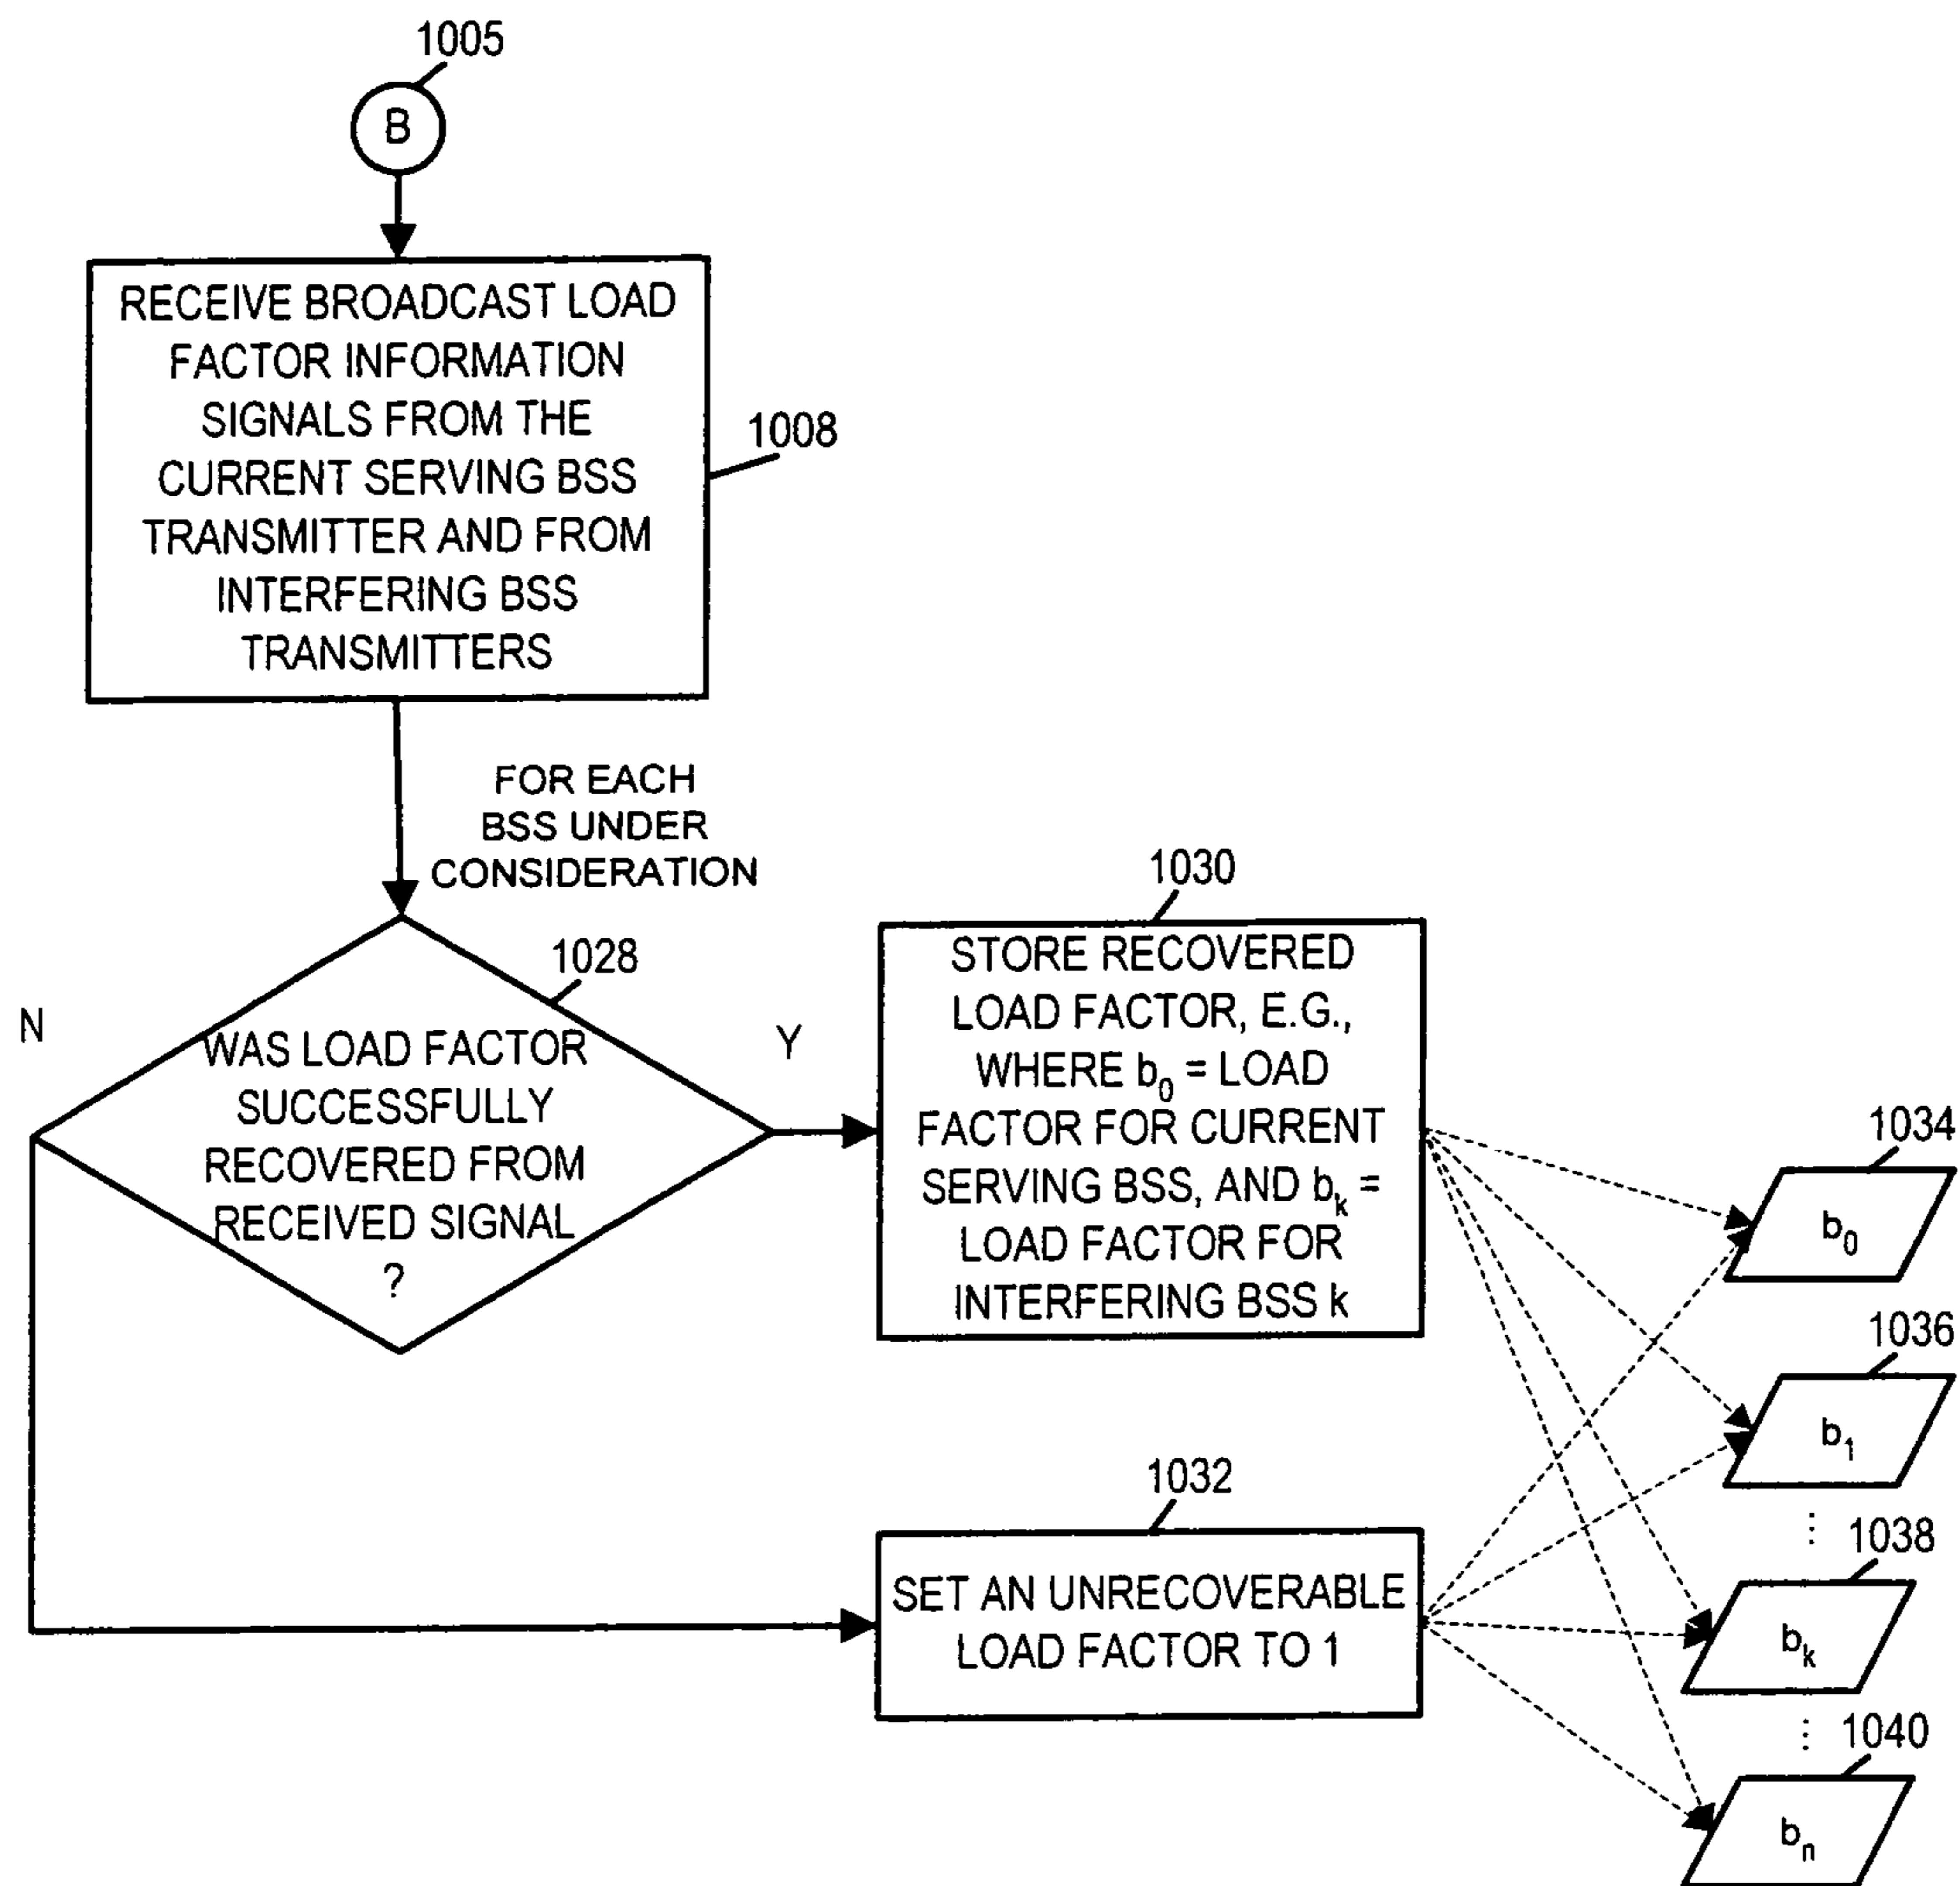 1005
B
RECEIVE BROADCAST LOAD
FACTOR INFORMATION
SIGNALS FROM THE
CURRENT SERVING BSS
TRANSMITTER AND FROM
INTERFERING BSS
TRANSMITTERS
1008
FOR EACH
BSS UNDER
CONSIDERATION
1028
N
WAS LOAD FACTOR
SUCCESSFULLY
RECOVERED FROM
RECEIVED SIGNAL
?
Y
1030
STORE RECOVERED
LOAD FACTOR, E.G.,
WHERE b₀ = LOAD
FACTOR FOR CURRENT
SERVING BSS, AND bₖ =
LOAD FACTOR FOR
INTERFERING BSS k
1032
SET AN UNRECOVERABLE
LOAD FACTOR TO 1
1034
b₀
1036
b₁
⋮
1038
bₖ
⋮
1040
bₙ